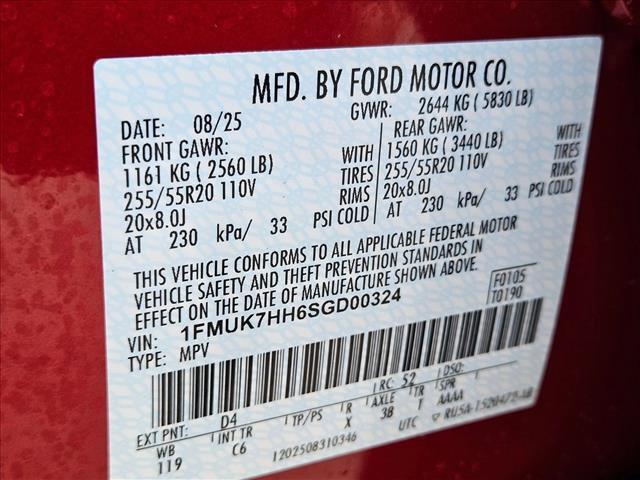 MFD. BY FORD MOTOR CO.
DATE: 08/25 GVWR: 2644 KG ( 5830 LB)
FRONT GAWR: REAR GAWR:
1161 KG ( 2560 LB) WITH 1560 KG ( 3440 LB) WITH
255/55R20 110V TIRES 255/55R20 110V TIRES
20x8.0J RIMS 20x8.0J RIMS
AT 230 kPa/ 33 PSI COLD AT 230 kPa/ 33 PSI COLD
THIS VEHICLE CONFORMS TO ALL APPLICABLE FEDERAL MOTOR
VEHICLE SAFETY AND THEFT PREVENTION STANDARDS IN
EFFECT ON THE DATE OF MANUFACTURE SHOWN ABOVE.
VIN: 1FMUK7HH6SGD00324 F0105
TYPE: MPV T0190
EXT PNT: D4 RC: 52 DSO:
WB INT TR TP/PS R AXLE TR SPR
119 C6 X 38 T AAAA
1202508310346 UTC